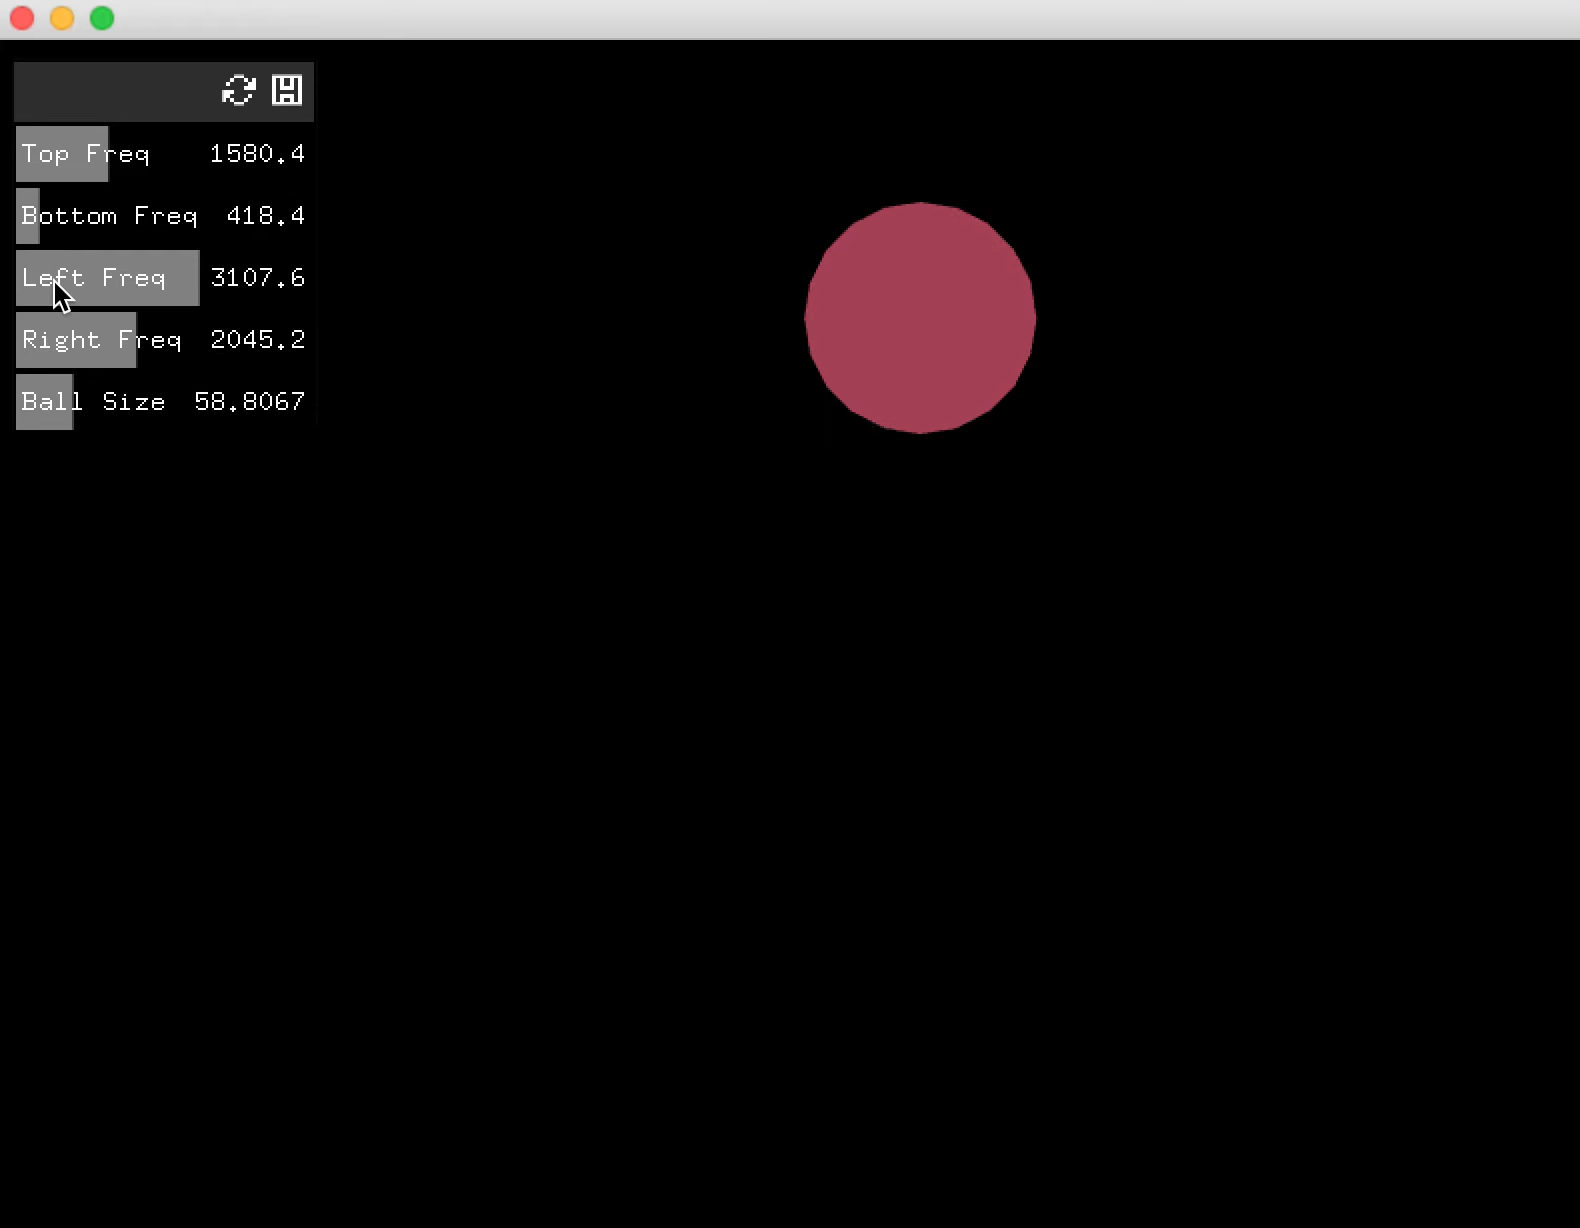 Top Freq 1580.4
Bottom Freq 418.4
Left Freq 3107.6
Right Freq 2045.2
Ball Size 58.8067